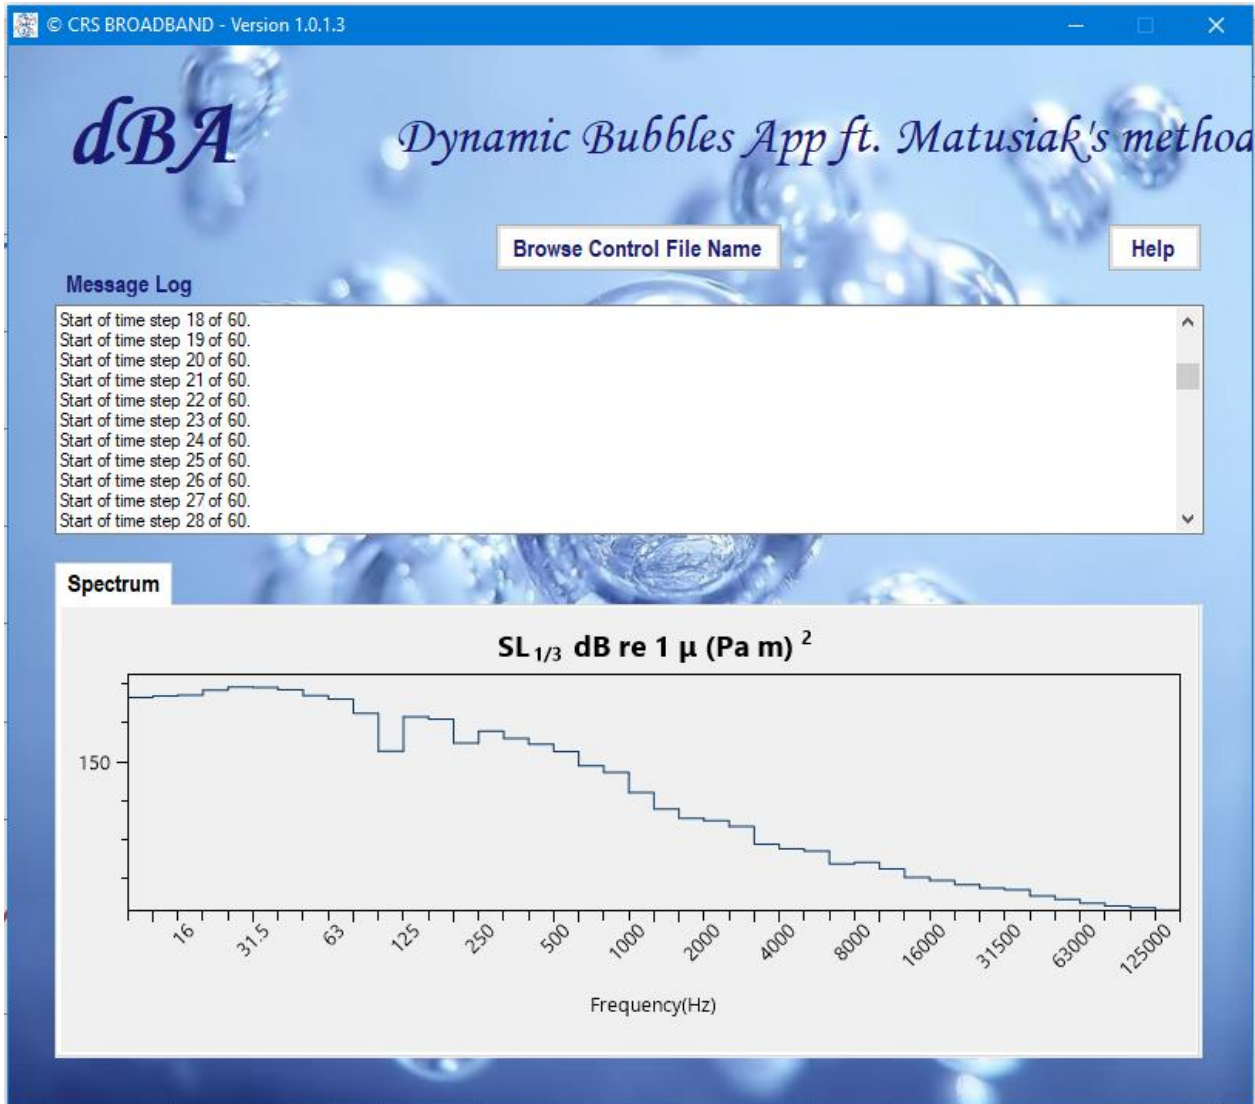 © CRS BROADBAND - Version 1.0.1.3
dBA
Dynamic Bubbles App ft. Matusiak's method
Browse Control File Name
Help
Message Log
Start of time step 18 of 60.
Start of time step 19 of 60.
Start of time step 20 of 60.
Start of time step 21 of 60.
Start of time step 22 of 60.
Start of time step 23 of 60.
Start of time step 24 of 60.
Start of time step 25 of 60.
Start of time step 26 of 60.
Start of time step 27 of 60.
Start of time step 28 of 60.
Spectrum
SL 1/3 dB re 1 μ (Pa m) 2
150
16 31.5 63 125 250 500 1000 2000 4000 8000 16000 31500 63000 125000
Frequency(Hz)